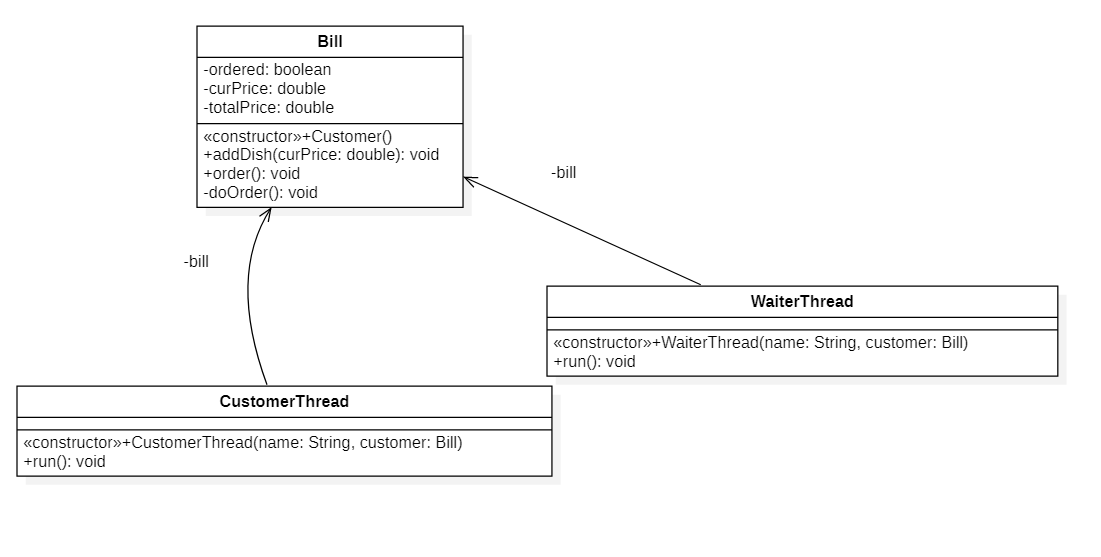 Bill
-ordered: boolean
-curPrice: double
-totalPrice: double
«constructor»+Customer()
+addDish(curPrice: double): void
+order(): void
-doOrder(): void
-bill
-bill
WaiterThread
«constructor»+WaiterThread(name: String, customer: Bill)
+run(): void
CustomerThread
«constructor»+CustomerThread(name: String, customer: Bill)
+run(): void